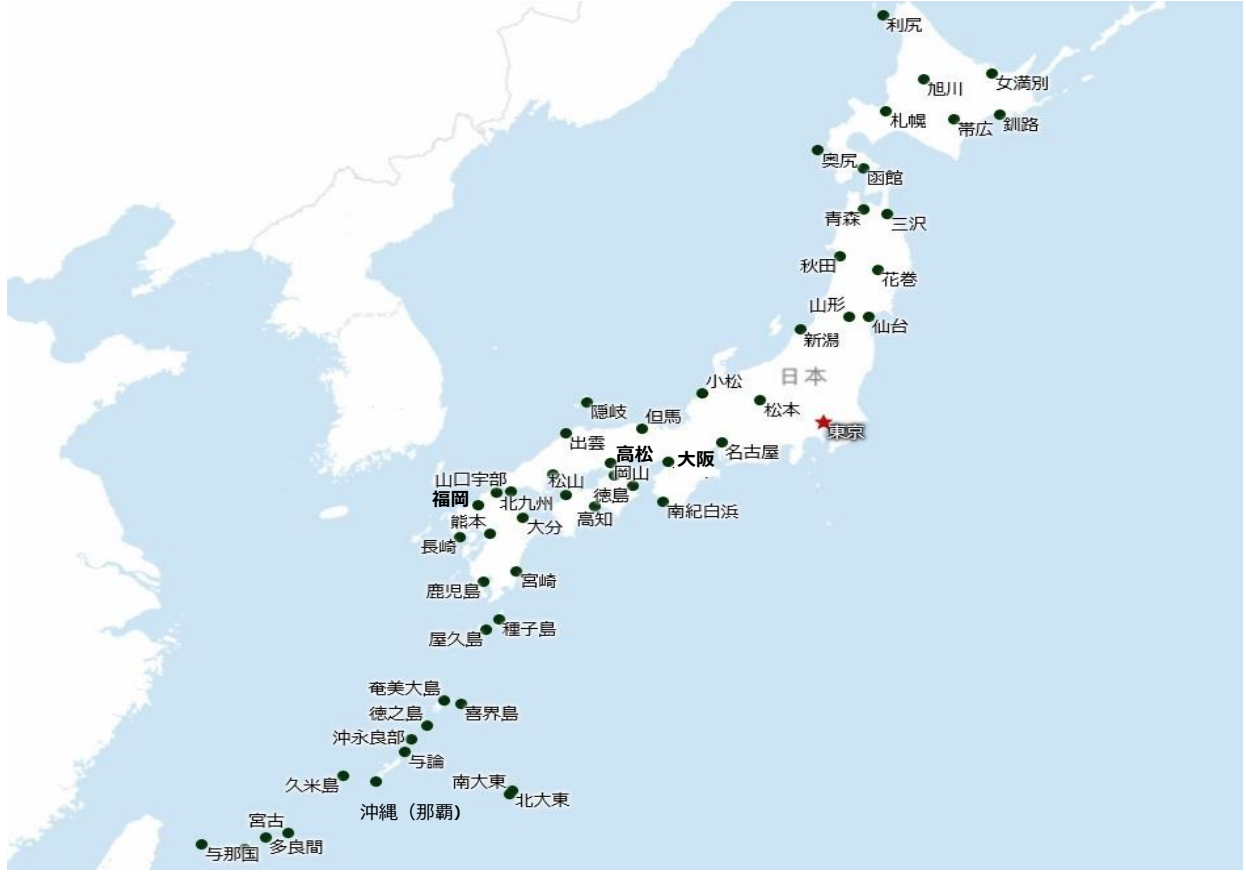 利尻
女満別
旭川
札幌
帯広
釧路
奥尻
函館
青森
三沢
秋田
花巻
山形
仙台
新潟
日本
小松
松本
隠岐
但馬
東京
出雲
高松
大阪
名古屋
岡山
山口宇部
松山
徳島
福岡
北九州
高知
南紀白浜
熊本
大分
長崎
宮崎
鹿児島
種子島
屋久島
奄美大島
喜界島
徳之島
沖永良部
与論
久米島
南大東
北大東
沖縄（那覇)
宮古
多良間
与那国